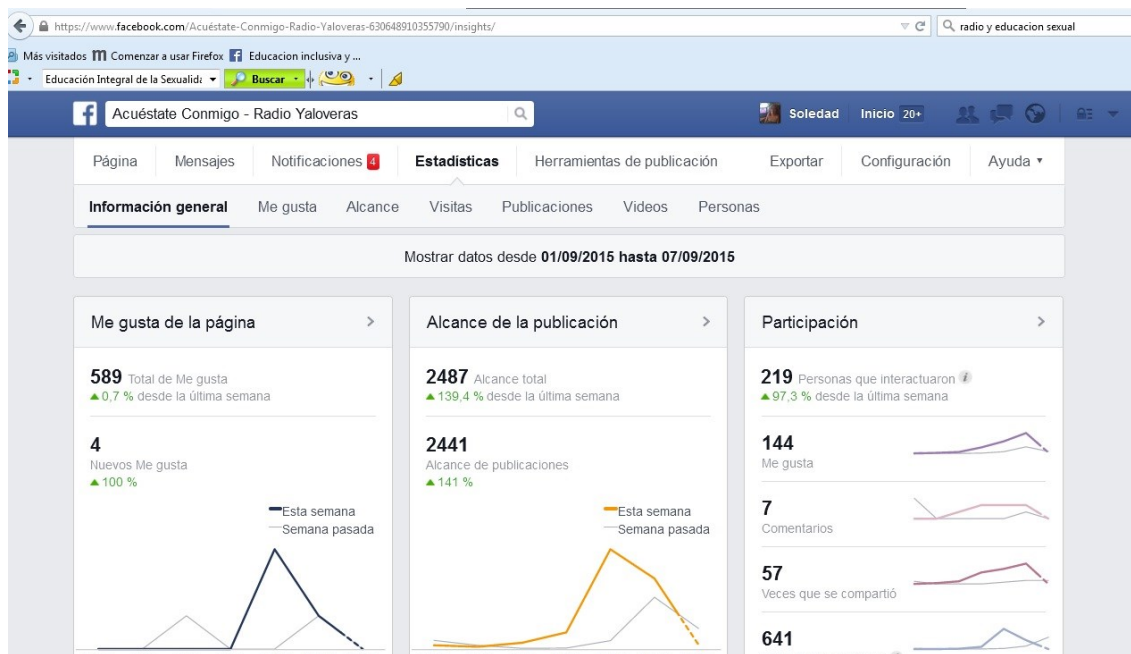 https://www.facebook.com/Acuéstate-Conmigo-Radio-Yaloveras-630648910355790/insights/
radio y educacion sexual
Más visitados Comenzar a usar Firefox Educacion inclusiva y ...
Educación Integral de la Sexualida Buscar
Acuéstate Conmigo - Radio Yaloveras
Soledad Inicio 20+
Página Mensajes Notificaciones 4 Estadísticas Herramientas de publicación Exportar Configuración Ayuda
Información general Me gusta Alcance Visitas Publicaciones Videos Personas
Mostrar datos desde 01/09/2015 hasta 07/09/2015
Me gusta de la página
589 Total de Me gusta
0,7 % desde la última semana
4
Nuevos Me gusta
100 %
Esta semana
Semana pasada
Alcance de la publicación
2487 Alcance total
139,4 % desde la última semana
2441
Alcance de publicaciones
141 %
Esta semana
Semana pasada
Participación
219 Personas que interactuaron
97,3 % desde la última semana
144
Me gusta
7
Comentarios
57
Veces que se compartió
641